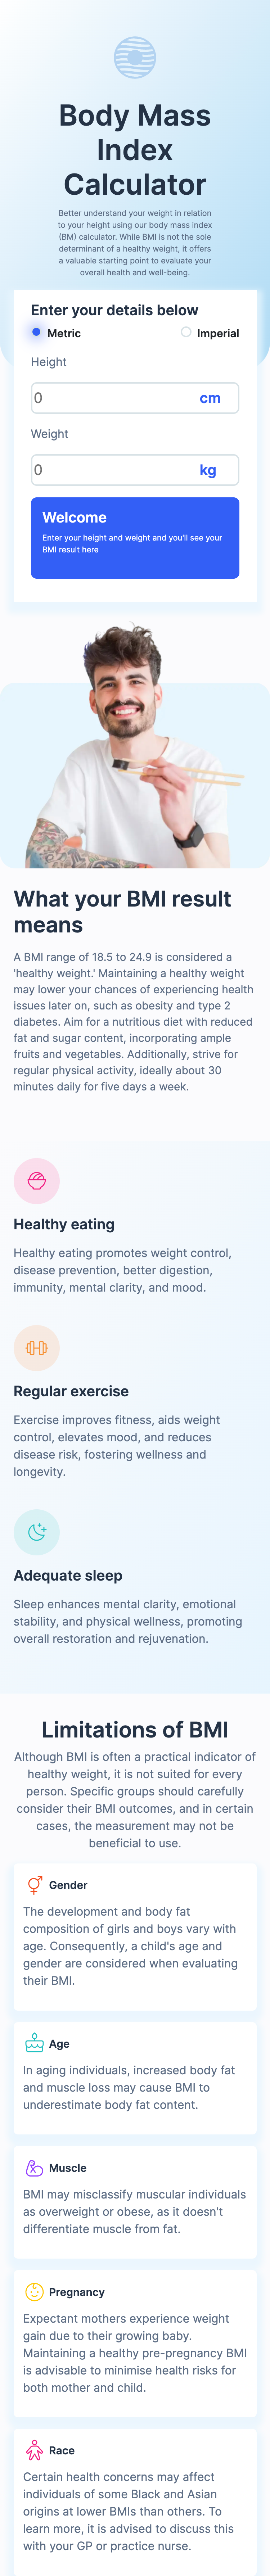 Body Mass
Index
Calculator
Better understand your weight in relation
to your height using our body mass index
(BM) calculator. While BMI is not the sole
determinant of a healthy weight, it offers
a valuable starting point to evaluate your
overall health and well-being.
Enter your details below
Metric
Imperial
Height
0 cm
Weight
0 kg
Welcome
Enter your height and weight and you'll see your
BMI result here
What your BMI result
means
A BMI range of 18.5 to 24.9 is considered a
'healthy weight.' Maintaining a healthy weight
may lower your chances of experiencing health
issues later on, such as obesity and type 2
diabetes. Aim for a nutritious diet with reduced
fat and sugar content, incorporating ample
fruits and vegetables. Additionally, strive for
regular physical activity, ideally about 30
minutes daily for five days a week.
Healthy eating
Healthy eating promotes weight control,
disease prevention, better digestion,
immunity, mental clarity, and mood.
Regular exercise
Exercise improves fitness, aids weight
control, elevates mood, and reduces
disease risk, fostering wellness and
longevity.
Adequate sleep
Sleep enhances mental clarity, emotional
stability, and physical wellness, promoting
overall restoration and rejuvenation.
Limitations of BMI
Although BMI is often a practical indicator of
healthy weight, it is not suited for every
person. Specific groups should carefully
consider their BMI outcomes, and in certain
cases, the measurement may not be
beneficial to use.
Gender
The development and body fat
composition of girls and boys vary with
age. Consequently, a child's age and
gender are considered when evaluating
their BMI.
Age
In aging individuals, increased body fat
and muscle loss may cause BMI to
underestimate body fat content.
Muscle
BMI may misclassify muscular individuals
as overweight or obese, as it doesn't
differentiate muscle from fat.
Pregnancy
Expectant mothers experience weight
gain due to their growing baby.
Maintaining a healthy pre-pregnancy BMI
is advisable to minimise health risks for
both mother and child.
Race
Certain health concerns may affect
individuals of some Black and Asian
origins at lower BMIs than others. To
learn more, it is advised to discuss this
with your GP or practice nurse.